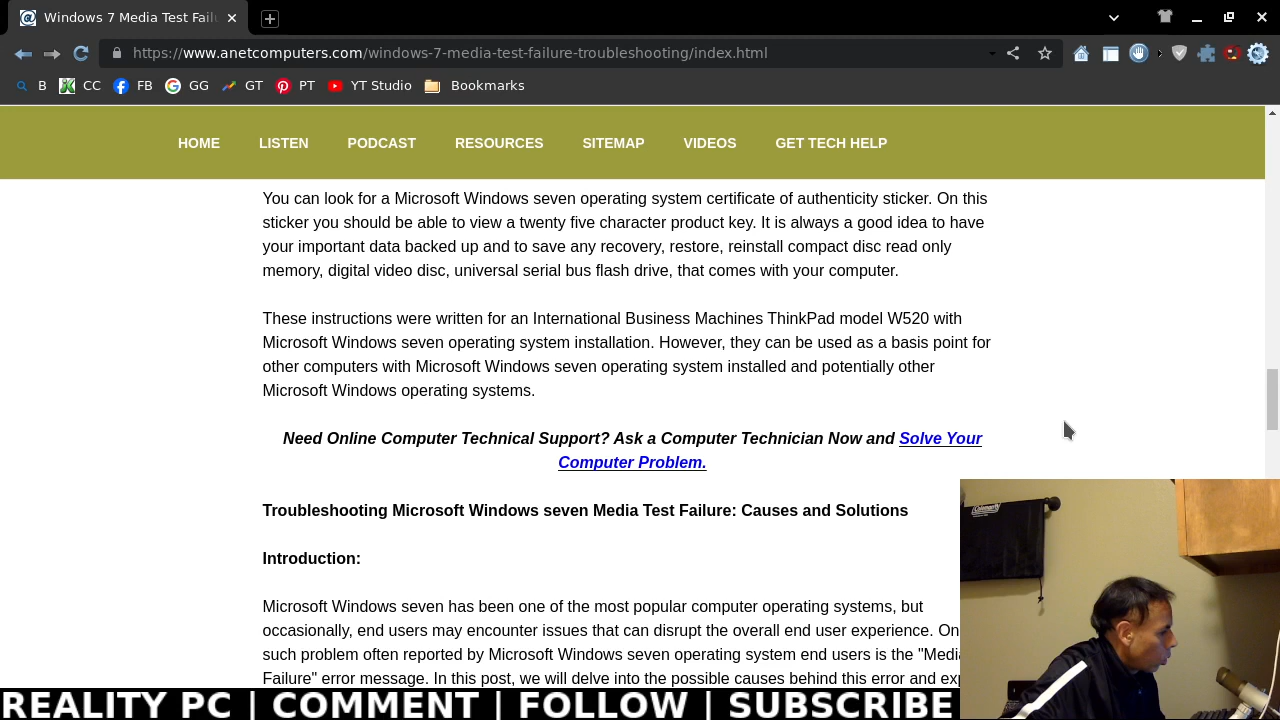 Windows 7 Media Test Failu
https://www.anetcomputers.com/windows-7-media-test-failure-troubleshooting/index.html
B CC FB GG GT PT YT Studio Bookmarks
HOME LISTEN PODCAST RESOURCES SITEMAP VIDEOS GET TECH HELP
You can look for a Microsoft Windows seven operating system certificate of authenticity sticker. On this
sticker you should be able to view a twenty five character product key. It is always a good idea to have
your important data backed up and to save any recovery, restore, reinstall compact disc read only
memory, digital video disc, universal serial bus flash drive, that comes with your computer.
These instructions were written for an International Business Machines ThinkPad model W520 with
Microsoft Windows seven operating system installation. However, they can be used as a basis point for
other computers with Microsoft Windows seven operating system installed and potentially other
Microsoft Windows operating systems.
Need Online Computer Technical Support? Ask a Computer Technician Now and Solve Your
Computer Problem.
Troubleshooting Microsoft Windows seven Media Test Failure: Causes and Solutions
Introduction:
Microsoft Windows seven has been one of the most popular computer operating systems, but
occasionally, end users may encounter issues that can disrupt the overall end user experience. On
such problem often reported by Microsoft Windows seven operating system end users is the "Media
Failure" error message. In this post, we will delve into the possible causes behind this error and exp
Coleman
REALITY PC | COMMENT | FOLLOW | SUBSCRIBE